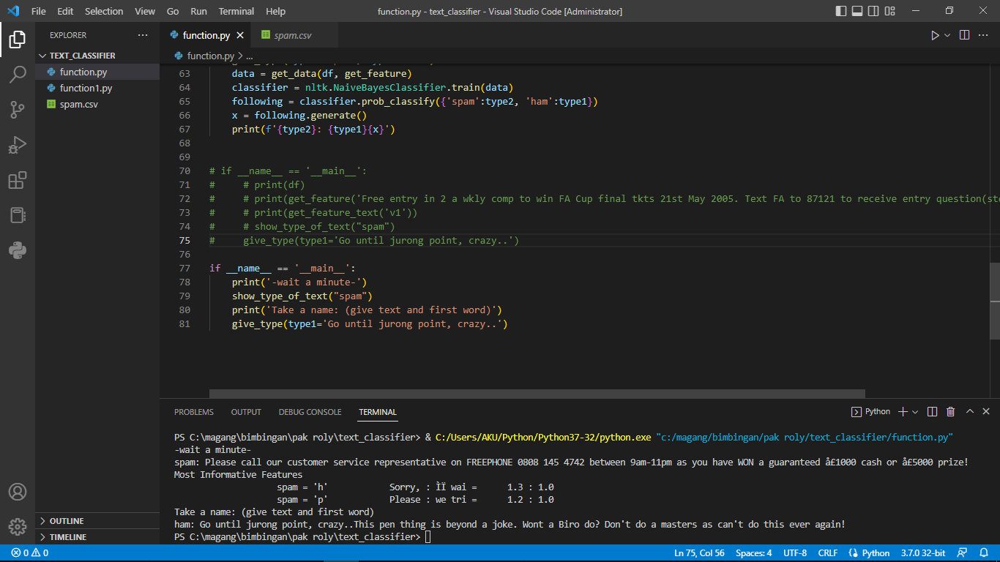 File Edit Selection View Go Run Terminal Help function.py - text_classifier - Visual Studio Code [Administrator]
EXPLORER
TEXT_CLASSIFIER
function.py
function1.py
spam.csv
OUTLINE
TIMELINE
function.py spam.csv
function.py > ...
63 data = get_data(df, get_feature)
64 classifier = nltk.NaiveBayesClassifier.train(data)
65 following = classifier.prob_classify({'spam':type2, 'ham':type1})
66 x = following.generate()
67 print(f'{type2}: {type1}{x}')
68
69
70 # if __name__ == '__main__':
71 #     # print(df)
72 #     # print(get_feature('Free entry in 2 a wkly comp to win FA Cup final tkts 21st May 2005. Text FA to 87121 to receive entry question(st
73 #     # print(get_feature_text('v1'))
74 #     # show_type_of_text("spam")
75 #     give_type(type1='Go until jurong point, crazy..')
76
77 if __name__ == '__main__':
78     print('-wait a minute-')
79     show_type_of_text("spam")
80     print('Take a name: (give text and first word)')
81     give_type(type1='Go until jurong point, crazy..')
PROBLEMS OUTPUT DEBUG CONSOLE TERMINAL Python
PS C:\magang\bimbingan\pak roly\text_classifier> & C:/Users/AKU/Python/Python37-32/python.exe "c:/magang/bimbingan/pak roly/text_classifier/function.py"
-wait a minute-
spam: Please call our customer service representative on FREEPHONE 0808 145 4742 between 9am-11pm as you have WON a guaranteed å£1000 cash or å£5000 prize!
Most Informative Features
spam = 'h' Sorry, : ÌÏ wai = 1.3 : 1.0
spam = 'p' Please : we tri = 1.2 : 1.0
Take a name: (give text and first word)
ham: Go until jurong point, crazy..This pen thing is beyond a joke. Wont a Biro do? Don't do a masters as can't do this ever again!
PS C:\magang\bimbingan\pak roly\text_classifier>
0 0 Ln 75, Col 56 Spaces: 4 UTF-8 CRLF Python 3.7.0 32-bit